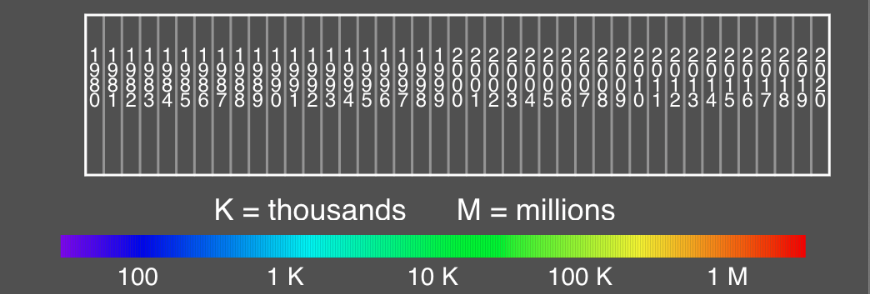 1980 1981 1982 1983 1984 1985 1986 1987 1988 1989 1990 1991 1992 1993 1994 1995 1996 1997 1998 1999 2000 2001 2002 2003 2004 2005 2006 2007 2008 2009 2010 2011 2012 2013 2014 2015 2016 2017 2018 2019 2020
K = thousands M = millions
100 1 K 10 K 100 K 1 M